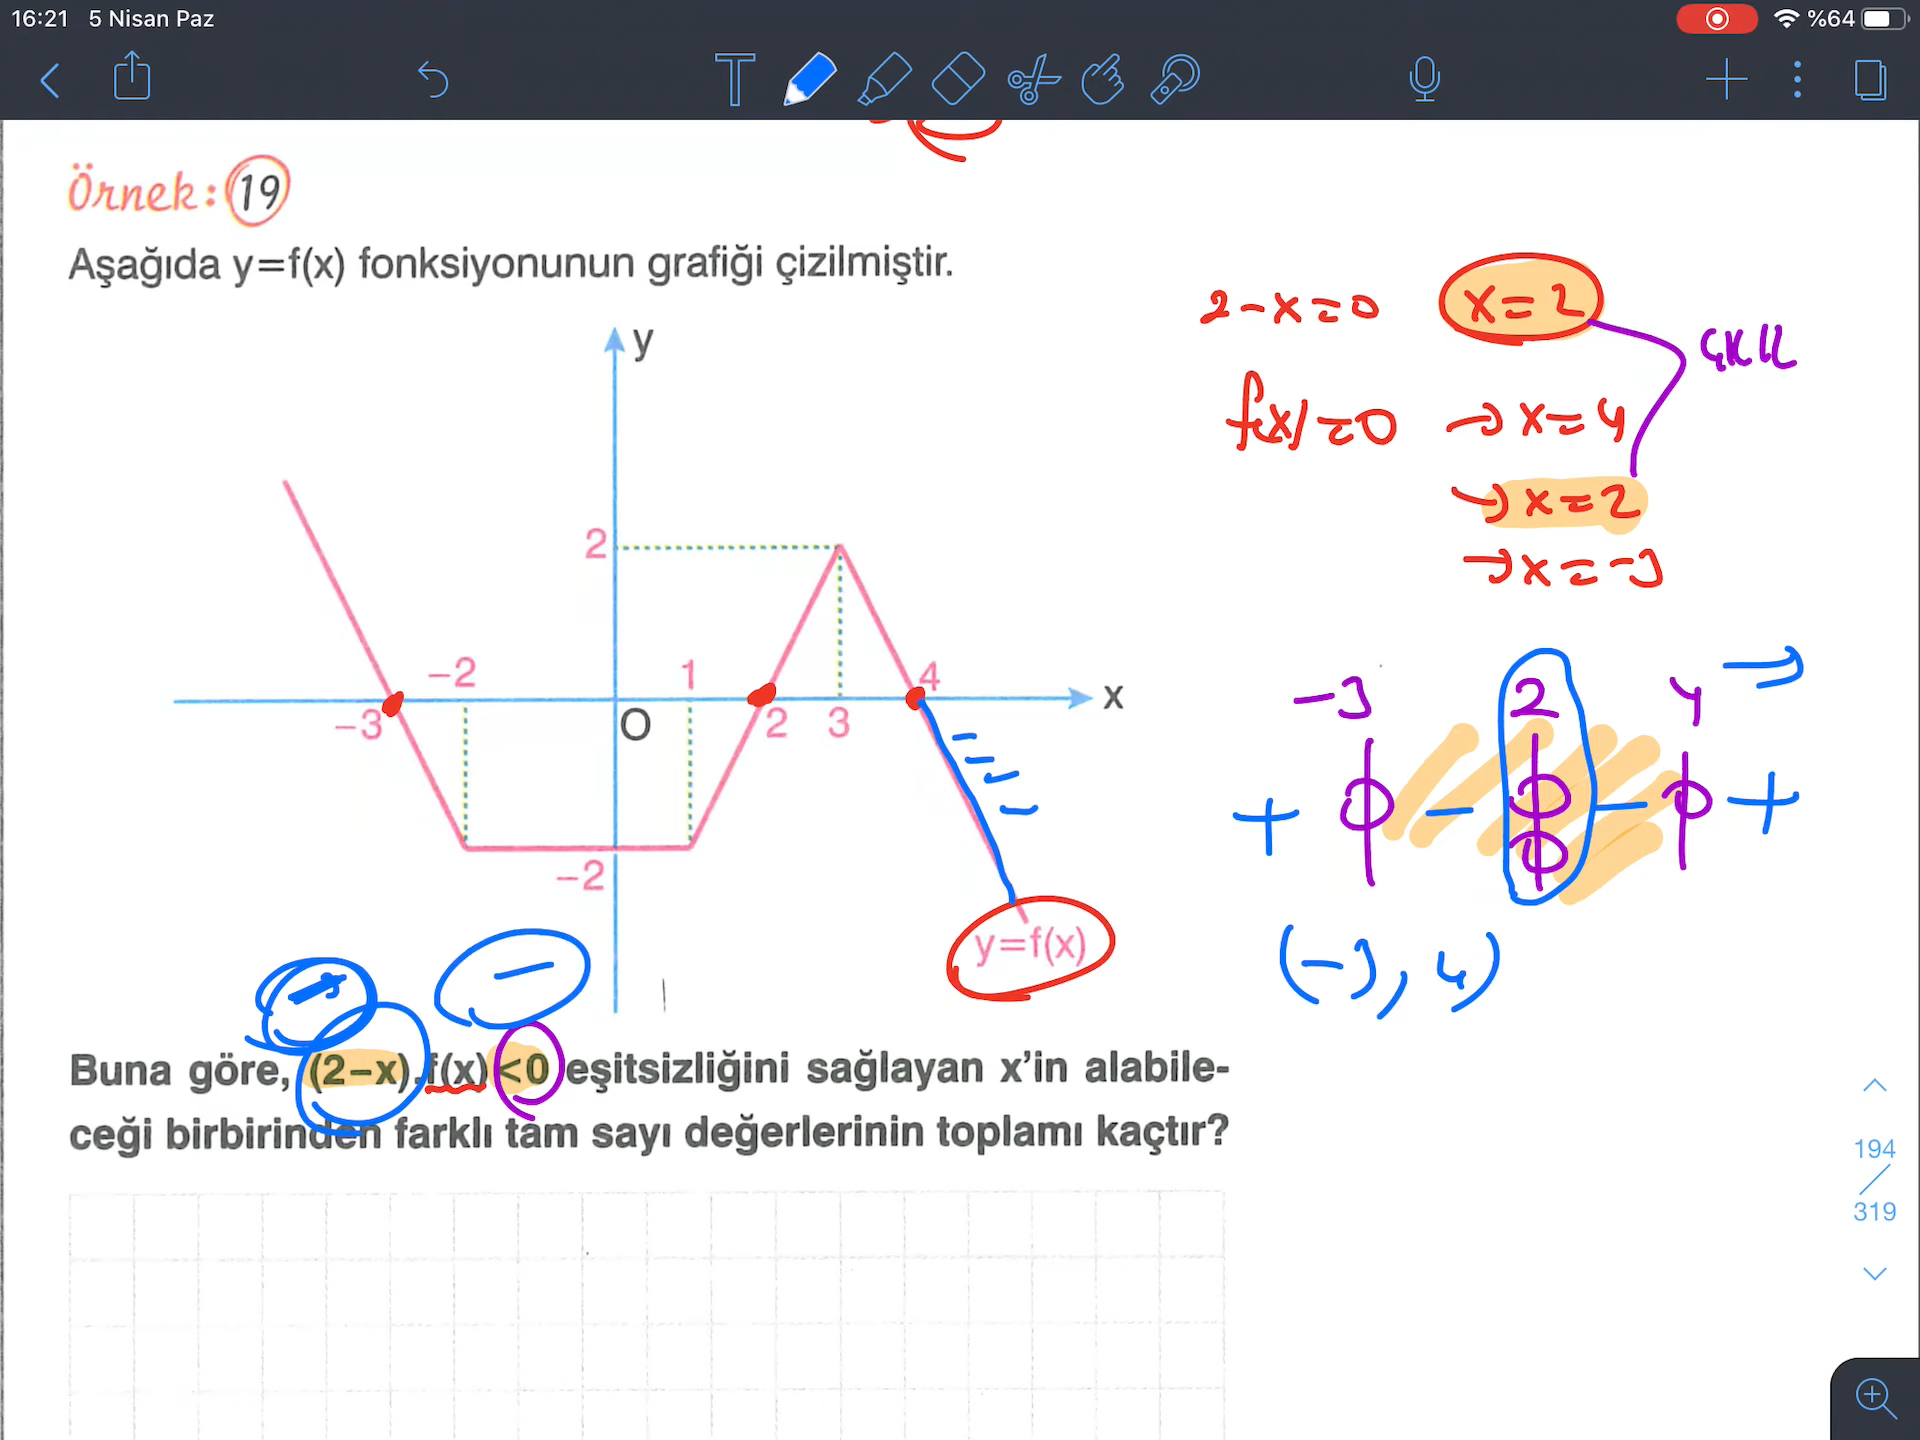 16:21 5 Nisan Paz
%64
T
Örnek: 19
Aşağıda y=f(x) fonksiyonunun grafiği çizilmiştir.
2-x=0 x=2
f(x)=0 → x=4
→ x=2
→ x=-3
y
2
-2 1 4 x
-3 O 2 3
-2
y=f(x)
-3 2 4
+ - - +
(-3, 4)
-
Buna göre, (2-x).f(x)<0 eşitsizliğini sağlayan x'in alabile-
ceği birbirinden farklı tam sayı değerlerinin toplamı kaçtır?
194
319